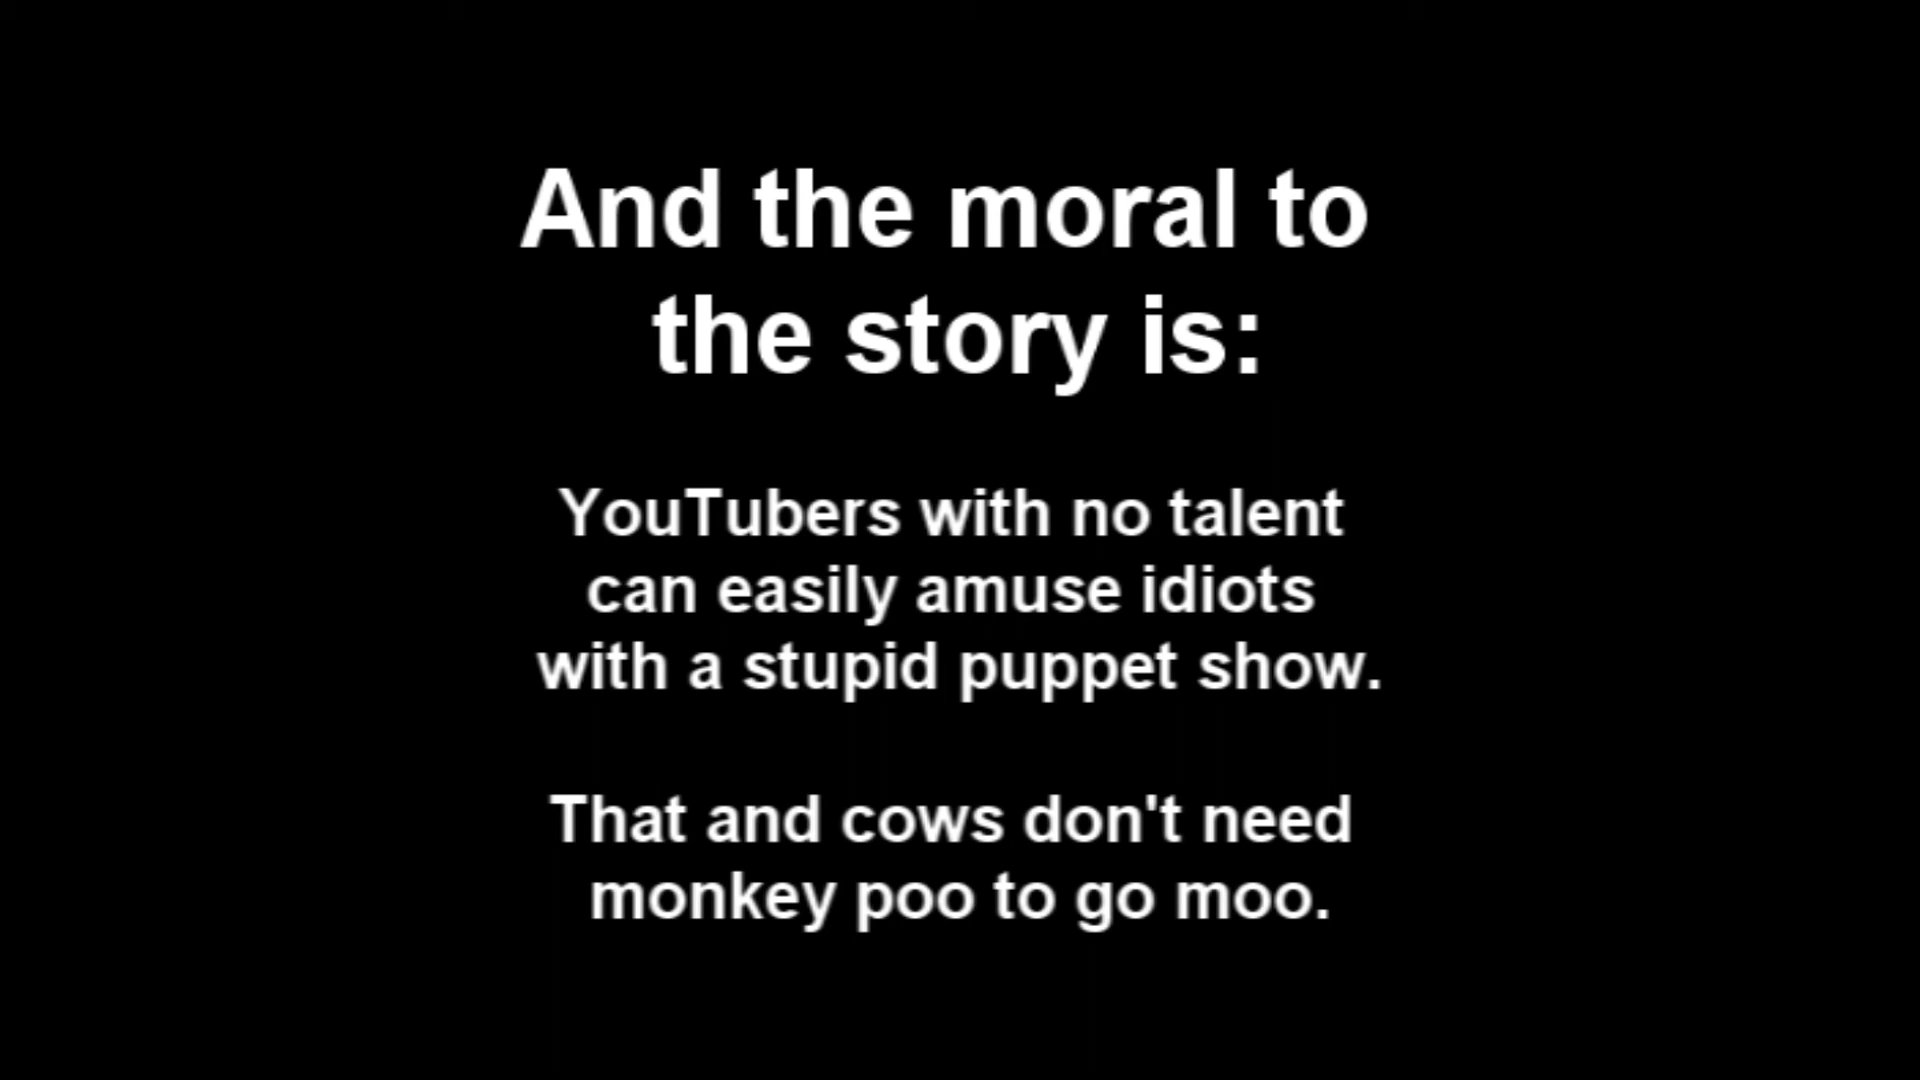 And the moral to
the story is:
YouTubers with no talent
can easily amuse idiots
with a stupid puppet show.
That and cows don't need
monkey poo to go moo.